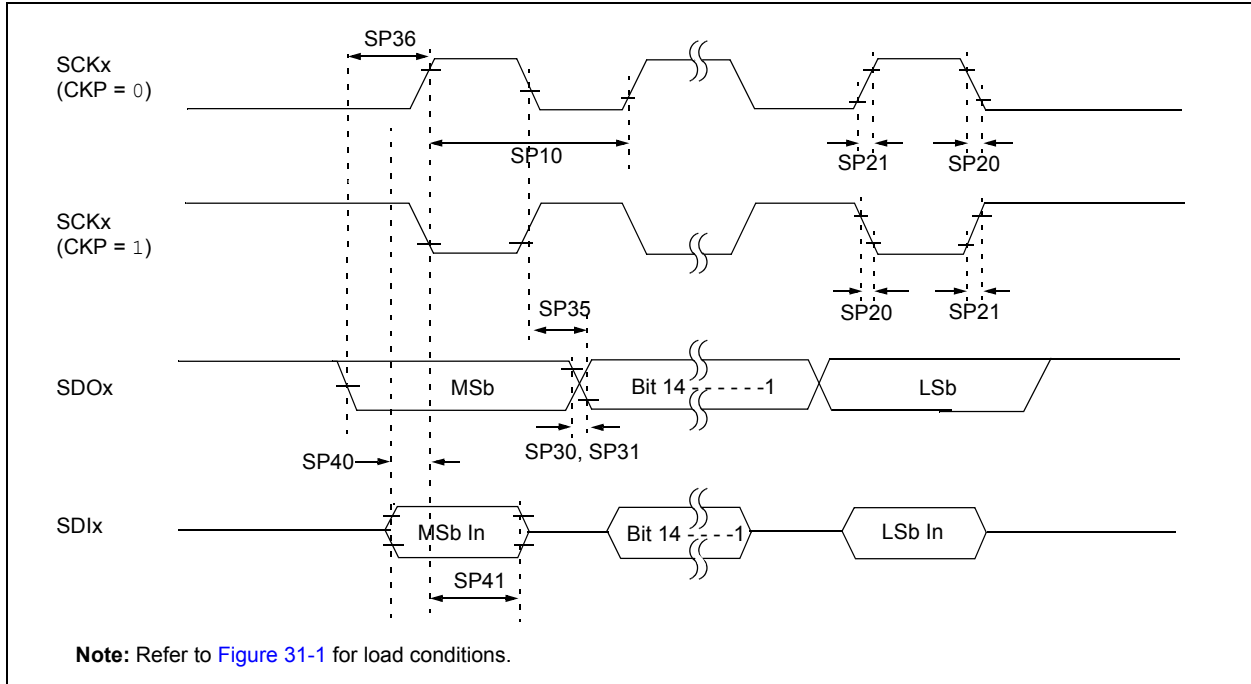 SP36
SCKx
(CKP = 0)
SP10
SP21
SP20
SCKx
(CKP = 1)
SP35
SP20
SP21
SDOx
MSb
Bit 14 - - - - - -1
LSb
SP40
SP30, SP31
SDIx
MSb In
Bit 14 - - - - -1
LSb In
SP41
Note: Refer to Figure 31-1 for load conditions.